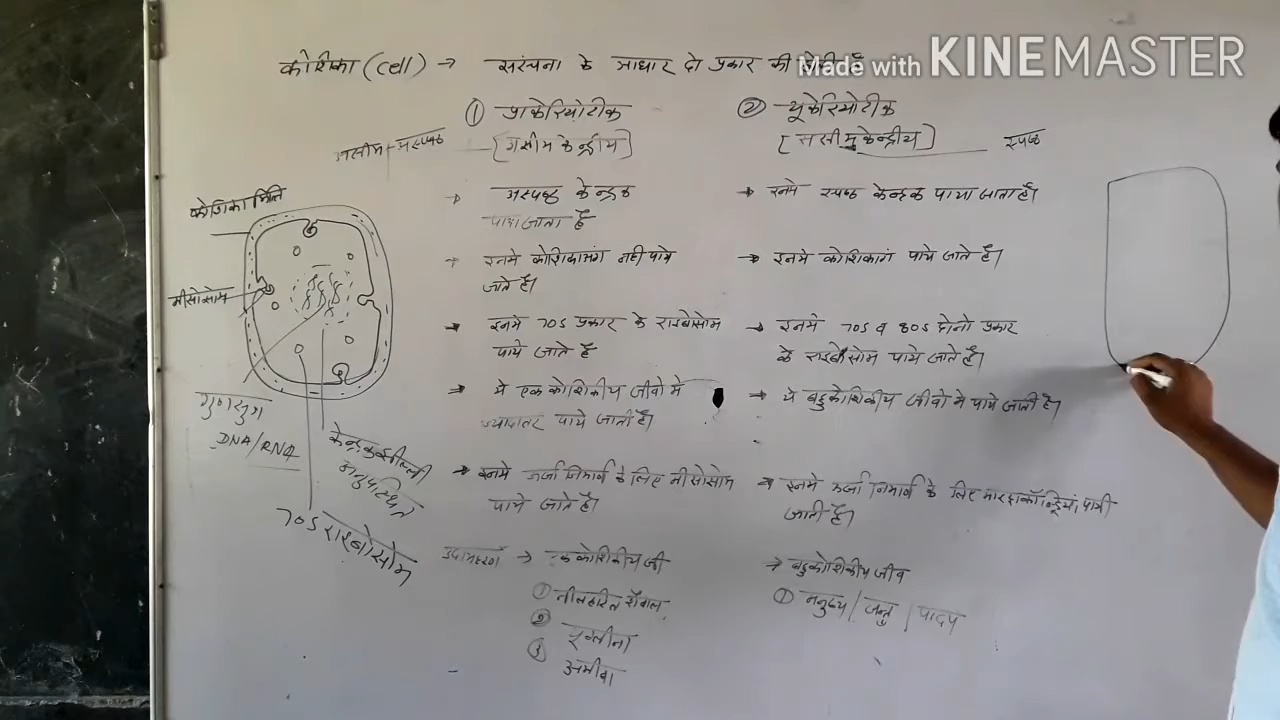 Made with KINEMASTER
कोशिका (cell) → सरंचना के आधार दो प्रकार की होती है
① प्राकेरियोटीक
② यूकेरियोटीक
असीम - अस्पष्ठ
[असीम केन्द्रीय]
[ससीमकेन्द्रीय]
स्पष्ठ
→ अस्पष्ठ केन्द्रक
पाया जाता है
→ इनमे स्पष्ठ केन्द्रक पाया जाता है।
कोशिका भित्ति
मीसोसोम
→ इनमे कोशिकाअंग नही पाये
जाते है।
→ इनमे कोशिकांग पाये जाते है।
→ इनमे 70S प्रकार के राइबोसोम
पाये जाते है
→ इनमे 70S व 80S दोनो प्रकार
के राइबोसोम पाये जाते है।
→ ये एक कोशिकीय जीवो मे
ज्यादातर पायी जाती है।
→ ये बहुकोशिकीय जीवो मे पाये जाती है।
गुणसुत्र
DNA/RNA
केन्द्रक झील्ली
अनुपस्थित
70S राइबोसोम
→ इनमे ऊर्जा निमार्ण के लिए मीसोसोम
पाये जाते है।
→ इनमे ऊर्जा निमार्ण के लिए माइटोकॉन्ड्रियां पायी
जाती है।
उदाहरण → एककोशिकीय जी
① नीलहरित शैवाल
②
युग्लीना
③
अमीबा
→ बहुकोशिकीय जीव
① मनुष्य / जन्तु / पादप